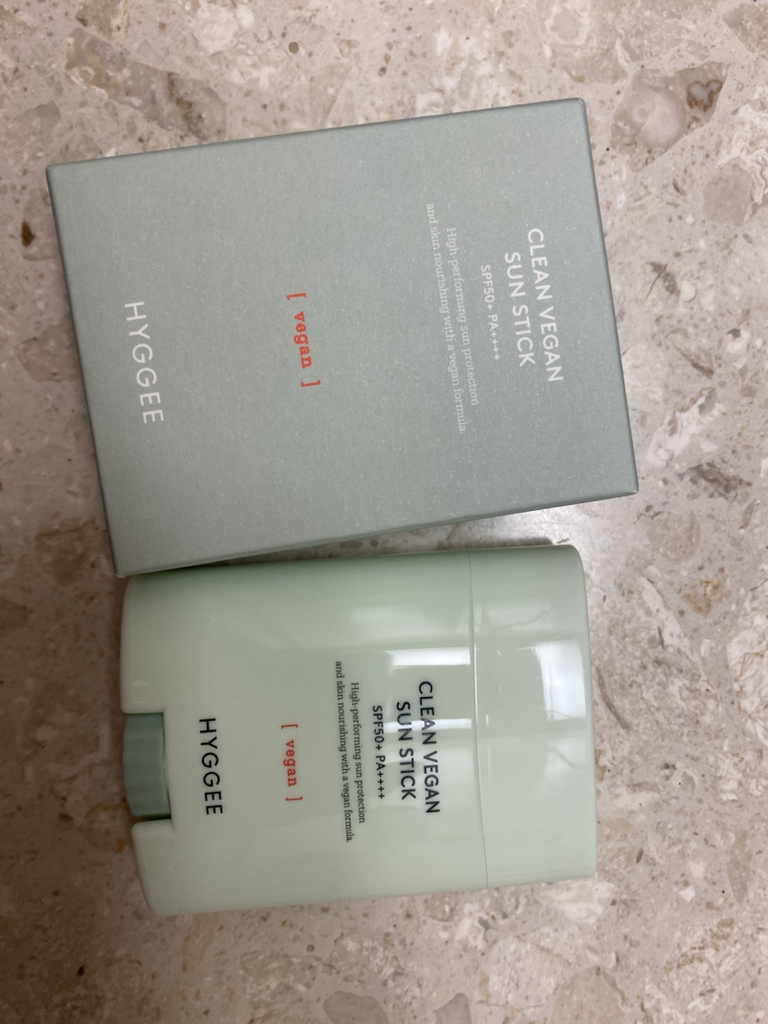 CLEAN VEGAN
SUN STICK
SPF50+ PA++++
High-performing sun protection
and skin nourishing with a vegan formula.
[ vegan ]
HYGGEE
CLEAN VEGAN
SUN STICK
SPF50+ PA++++
High-performing sun protection
and skin nourishing with a vegan formula.
[ vegan ]
HYGGEE